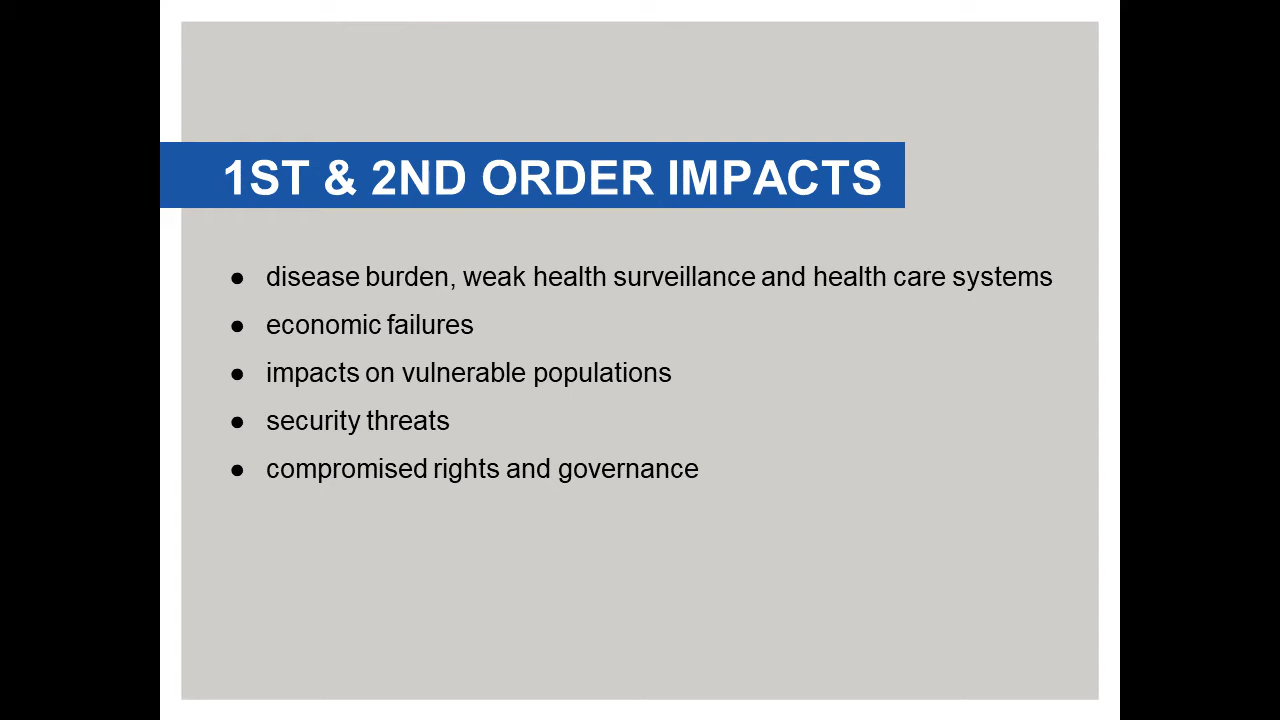 1ST & 2ND ORDER IMPACTS
● disease burden, weak health surveillance and health care systems
● economic failures
● impacts on vulnerable populations
● security threats
● compromised rights and governance